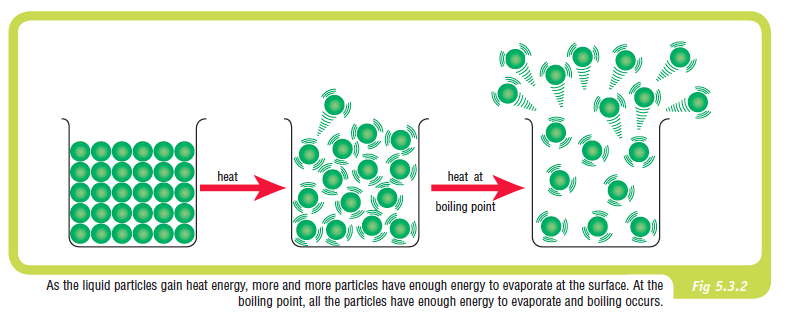 heat
heat at
boiling point
As the liquid particles gain heat energy, more and more particles have enough energy to evaporate at the surface. At the
boiling point, all the particles have enough energy to evaporate and boiling occurs.
Fig 5.3.2